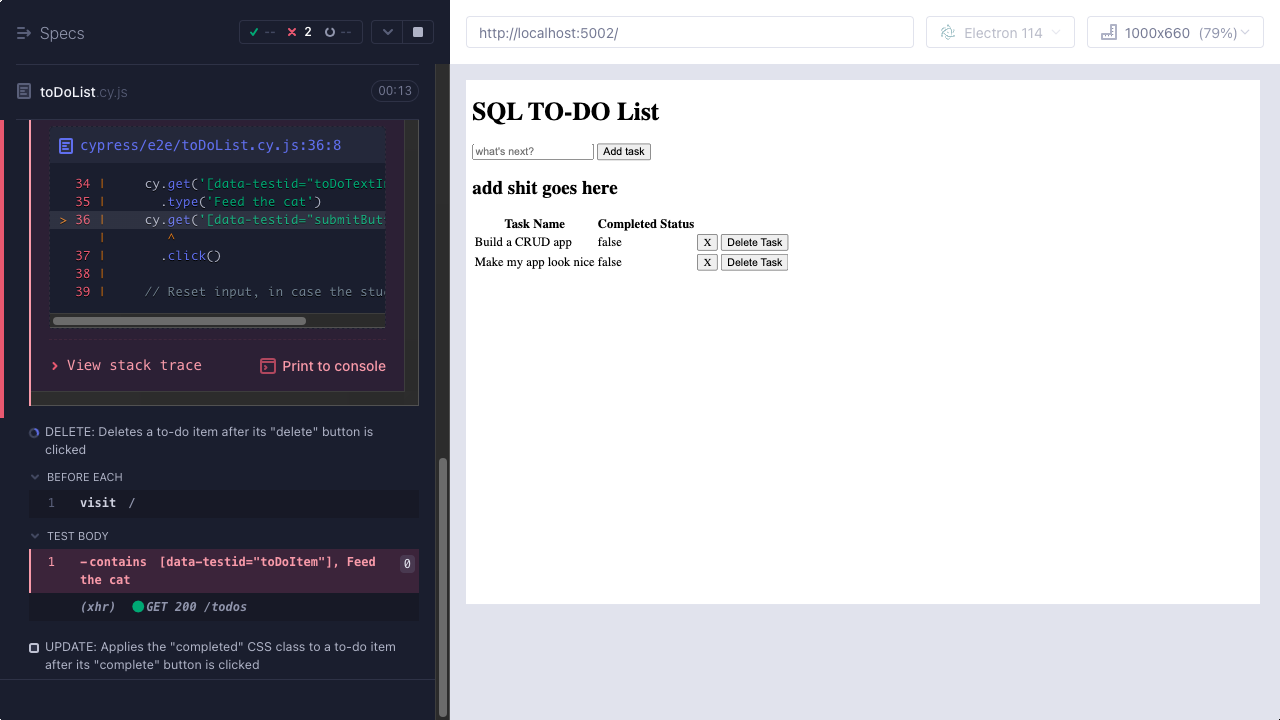 Specs
-- 2 --
toDoList.cy.js 00:13
cypress/e2e/toDoList.cy.js:36:8
34 | cy.get('[data-testid="toDoTextIn
35 | .type('Feed the cat')
> 36 | cy.get('[data-testid="submitBut
| ^
37 | .click()
38 |
39 | // Reset input, in case the stu
View stack trace
Print to console
DELETE: Deletes a to-do item after its "delete" button is
clicked
BEFORE EACH
1 visit /
TEST BODY
1 -contains [data-testid="toDoItem"], Feed 0
the cat
(xhr) GET 200 /todos
UPDATE: Applies the "completed" CSS class to a to-do item
after its "complete" button is clicked
http://localhost:5002/
Electron 114
1000x660 (79%)
SQL TO-DO List
what's next? Add task
add shit goes here
Task Name Completed Status
Build a CRUD app false X Delete Task
Make my app look nice false X Delete Task